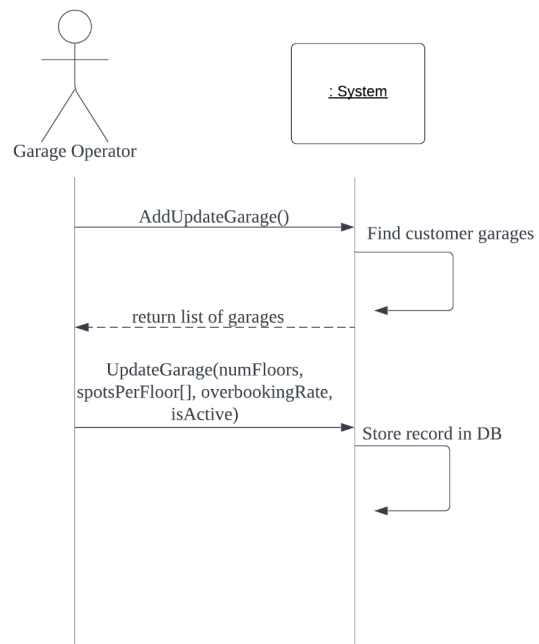 Garage Operator
: System
AddUpdateGarage()
Find customer garages
return list of garages
UpdateGarage(numFloors,
spotsPerFloor[], overbookingRate,
isActive)
Store record in DB